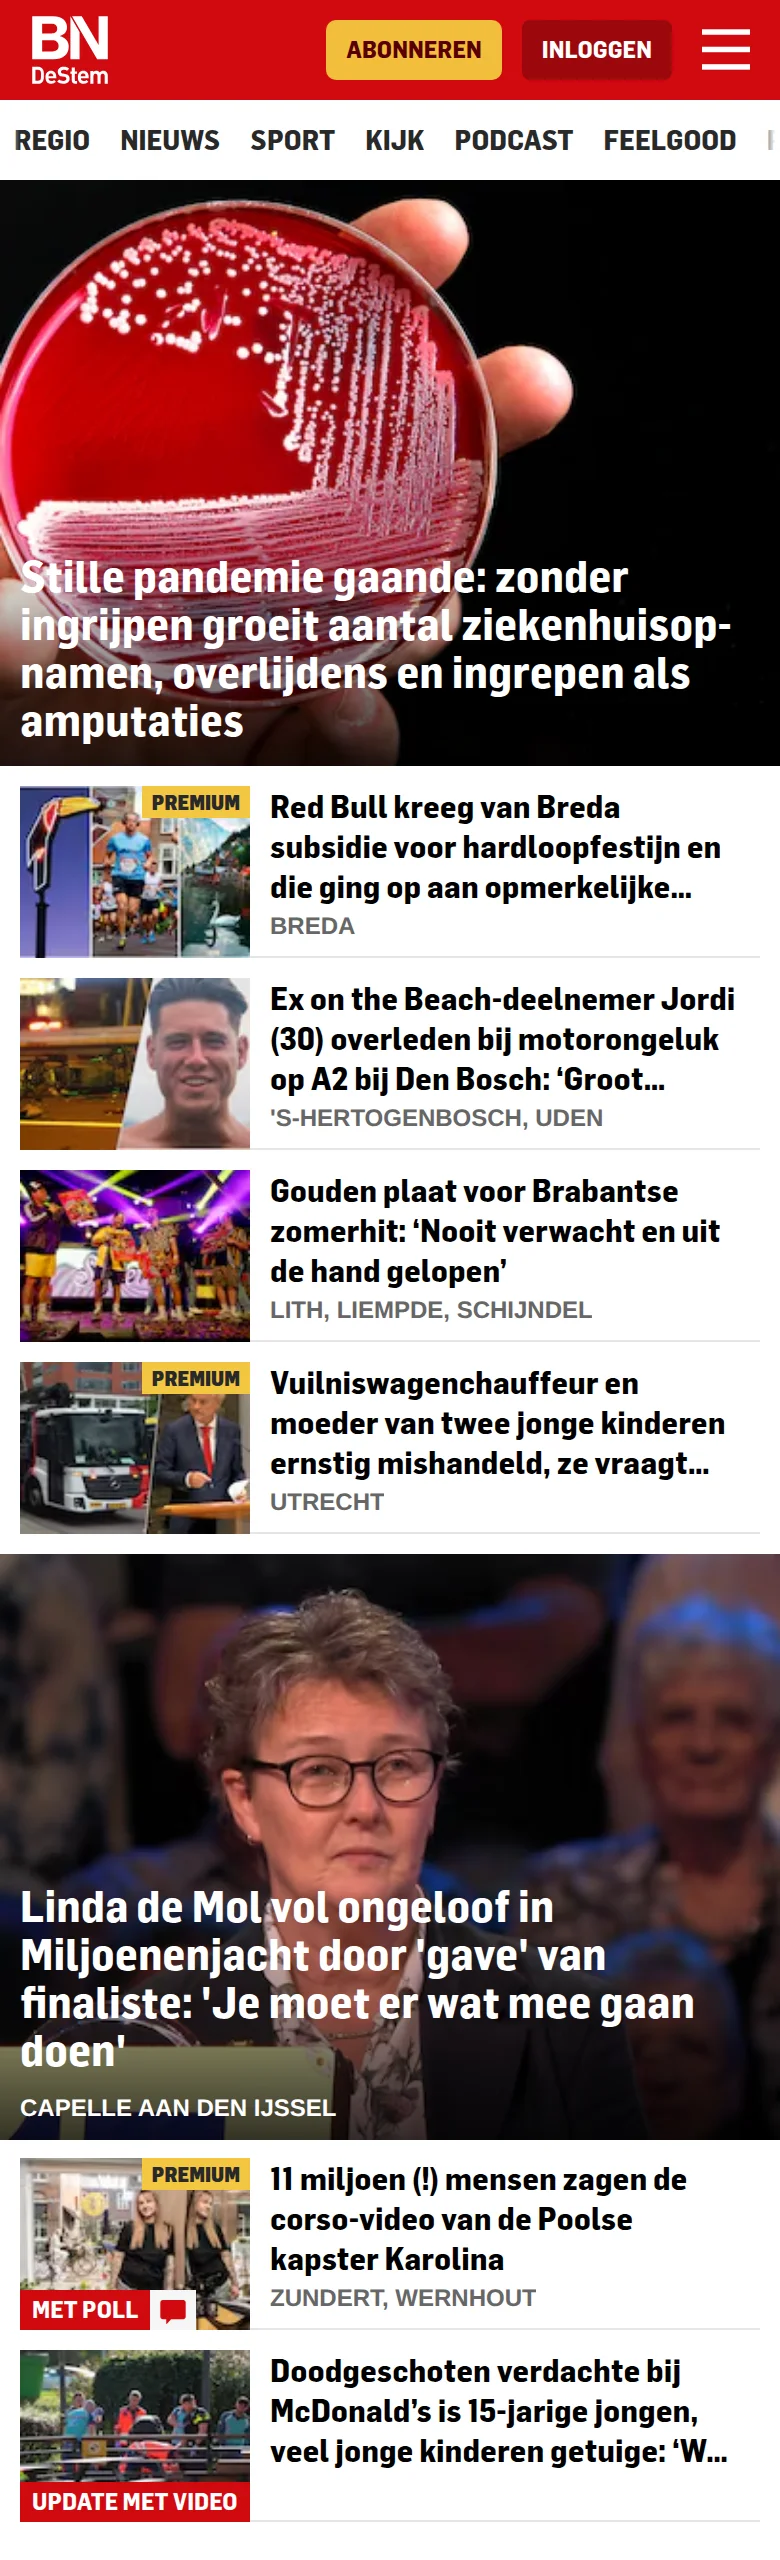 BN
DeStem
ABONNEREN
INLOGGEN
REGIO NIEUWS SPORT KIJK PODCAST FEELGOOD
Stille pandemie gaande: zonder
ingrijpen groeit aantal ziekenhuisop-
namen, overlijdens en ingrepen als
amputaties
PREMIUM
Red Bull kreeg van Breda
subsidie voor hardloopfestijn en
die ging op aan opmerkelijke...
BREDA
Ex on the Beach-deelnemer Jordi
(30) overleden bij motorongeluk
op A2 bij Den Bosch: ‘Groot...
'S-HERTOGENBOSCH, UDEN
Gouden plaat voor Brabantse
zomerhit: ‘Nooit verwacht en uit
de hand gelopen’
LITH, LIEMPDE, SCHIJNDEL
PREMIUM
Vuilniswagenchauffeur en
moeder van twee jonge kinderen
ernstig mishandeld, ze vraagt...
UTRECHT
Linda de Mol vol ongeloof in
Miljoenenjacht door 'gave' van
finaliste: 'Je moet er wat mee gaan
doen'
CAPELLE AAN DEN IJSSEL
PREMIUM
MET POLL
11 miljoen (!) mensen zagen de
corso-video van de Poolse
kapster Karolina
ZUNDERT, WERNHOUT
UPDATE MET VIDEO
Doodgeschoten verdachte bij
McDonald’s is 15-jarige jongen,
veel jonge kinderen getuige: ‘W...